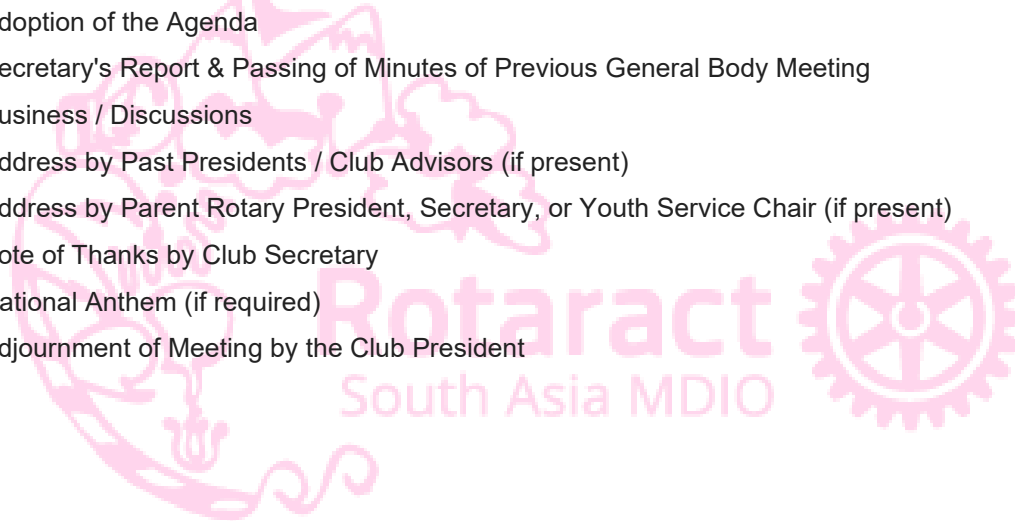 doption of the Agenda
ecretary's Report & Passing of Minutes of Previous General Body Meeting
usiness / Discussions
ddress by Past Presidents / Club Advisors (if present)
ddress by Parent Rotary President, Secretary, or Youth Service Chair (if present)
ote of Thanks by Club Secretary
ational Anthem (if required)
djournment of Meeting by the Club President
Rotaract
South Asia MDIO